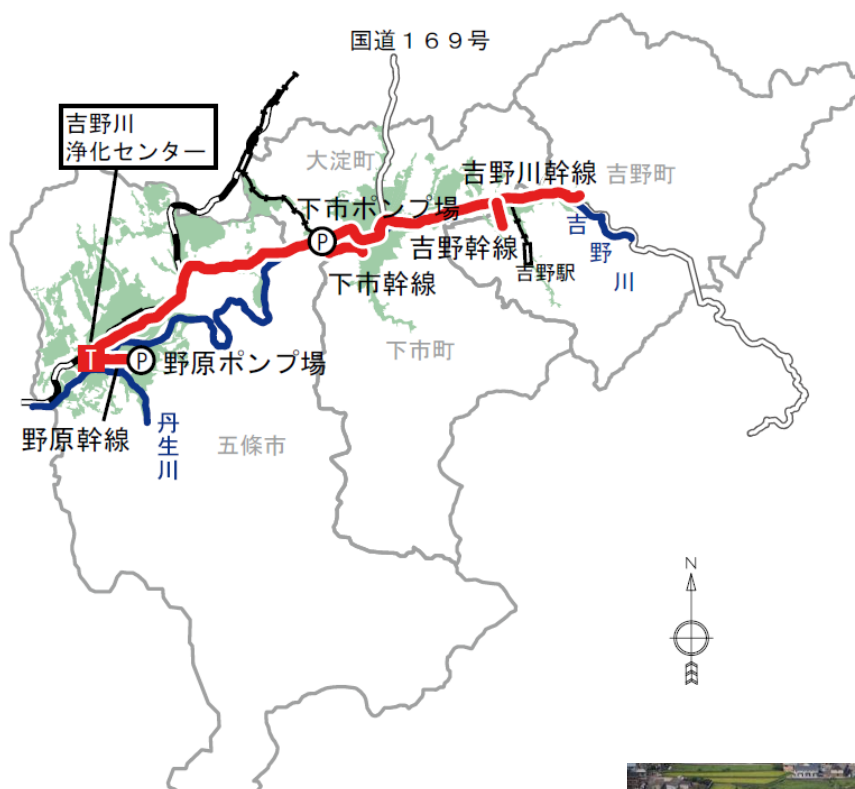 国道１６９号
吉野川
浄化センター
大淀町
吉野川幹線
吉野町
下市ポンプ場
P
吉野幹線
吉野川
吉野駅
下市幹線
下市町
T
P
野原ポンプ場
野原幹線
丹生川
五條市
N